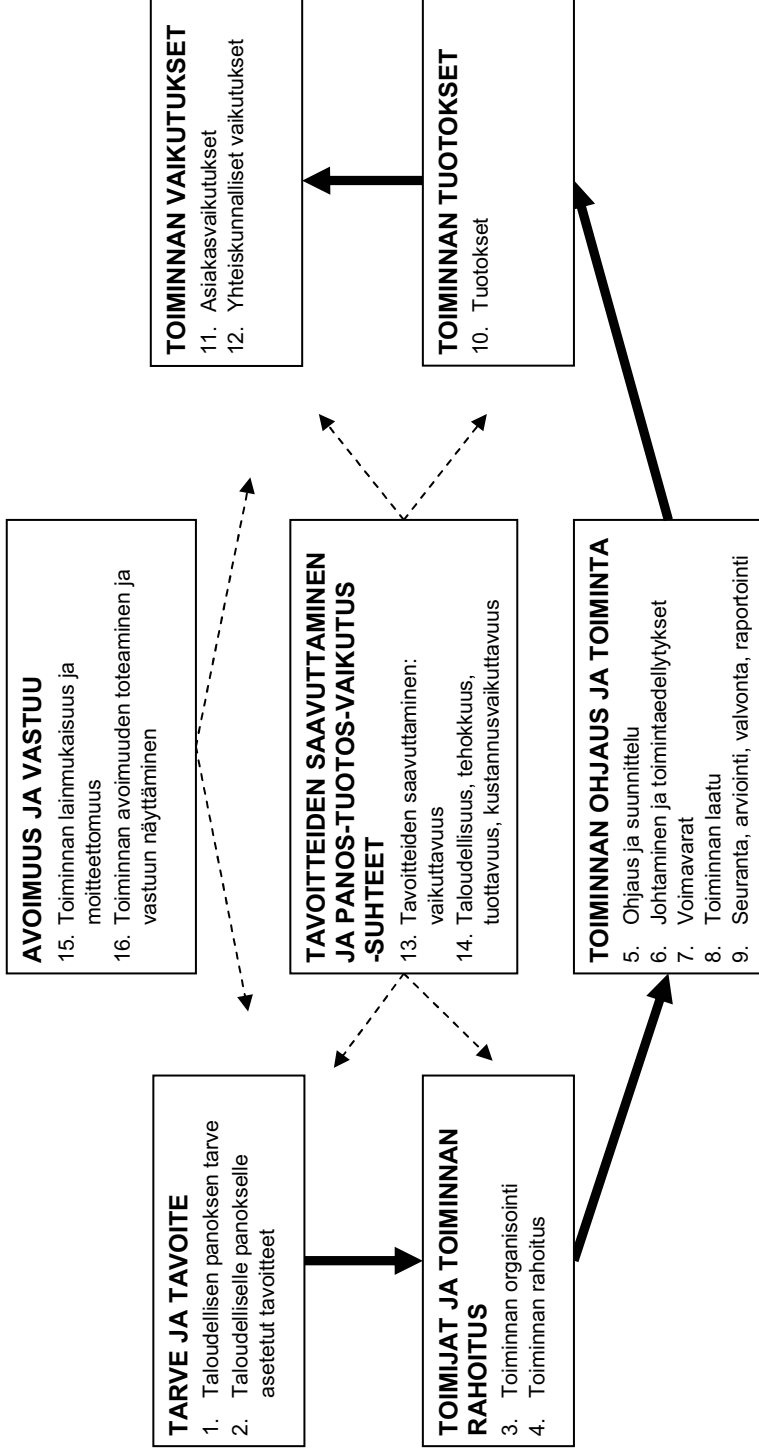 TARVE JA TAVOITE
1. Taloudellisen panoksen tarve
2. Taloudelliselle panokselle
asetetut tavoitteet
TOIMIJAT JA TOIMINNAN
RAHOITUS
3. Toiminnan organisointi
4. Toiminnan rahoitus
TOIMINNAN OHJAUS JA TOIMINTA
5. Ohjaus ja suunnittelu
6. Johtaminen ja toimintaedellytykset
7. Voimavarat
8. Toiminnan laatu
9. Seuranta, arviointi, valvonta, raportointi
TOIMINNAN TUOTOKSET
10. Tuotokset
TOIMINNAN VAIKUTUKSET
11. Asiakasvaikutukset
12. Yhteiskunnalliset vaikutukset
TAVOITTEIDEN SAAVUTTAMINEN
JA PANOS-TUOTOS-VAIKUTUS
-SUHTEET
13. Tavoitteiden saavuttaminen:
vaikuttavuus
14. Taloudellisuus, tehokkuus,
tuottavuus, kustannusvaikuttavuus
AVOIMUUS JA VASTUU
15. Toiminnan lainmukaisuus ja
moitteettomuus
16. Toiminnan avoimuuden toteaminen ja
vastuun näyttäminen